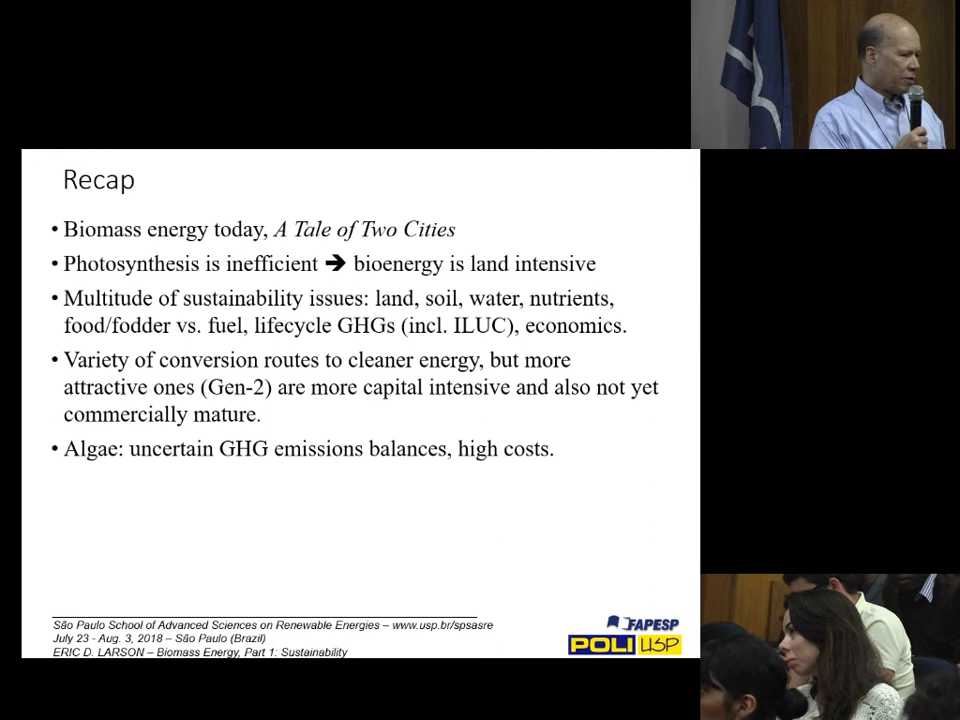 Recap
• Biomass energy today, A Tale of Two Cities
• Photosynthesis is inefficient ➔ bioenergy is land intensive
• Multitude of sustainability issues: land, soil, water, nutrients,
food/fodder vs. fuel, lifecycle GHGs (incl. ILUC), economics.
• Variety of conversion routes to cleaner energy, but more
attractive ones (Gen-2) are more capital intensive and also not yet
commercially mature.
• Algae: uncertain GHG emissions balances, high costs.
São Paulo School of Advanced Sciences on Renewable Energies – www.usp.br/spsasre
July 23 - Aug. 3, 2018 – São Paulo (Brazil)
ERIC D. LARSON – Biomass Energy, Part 1: Sustainability
FAPESP
POLI USP